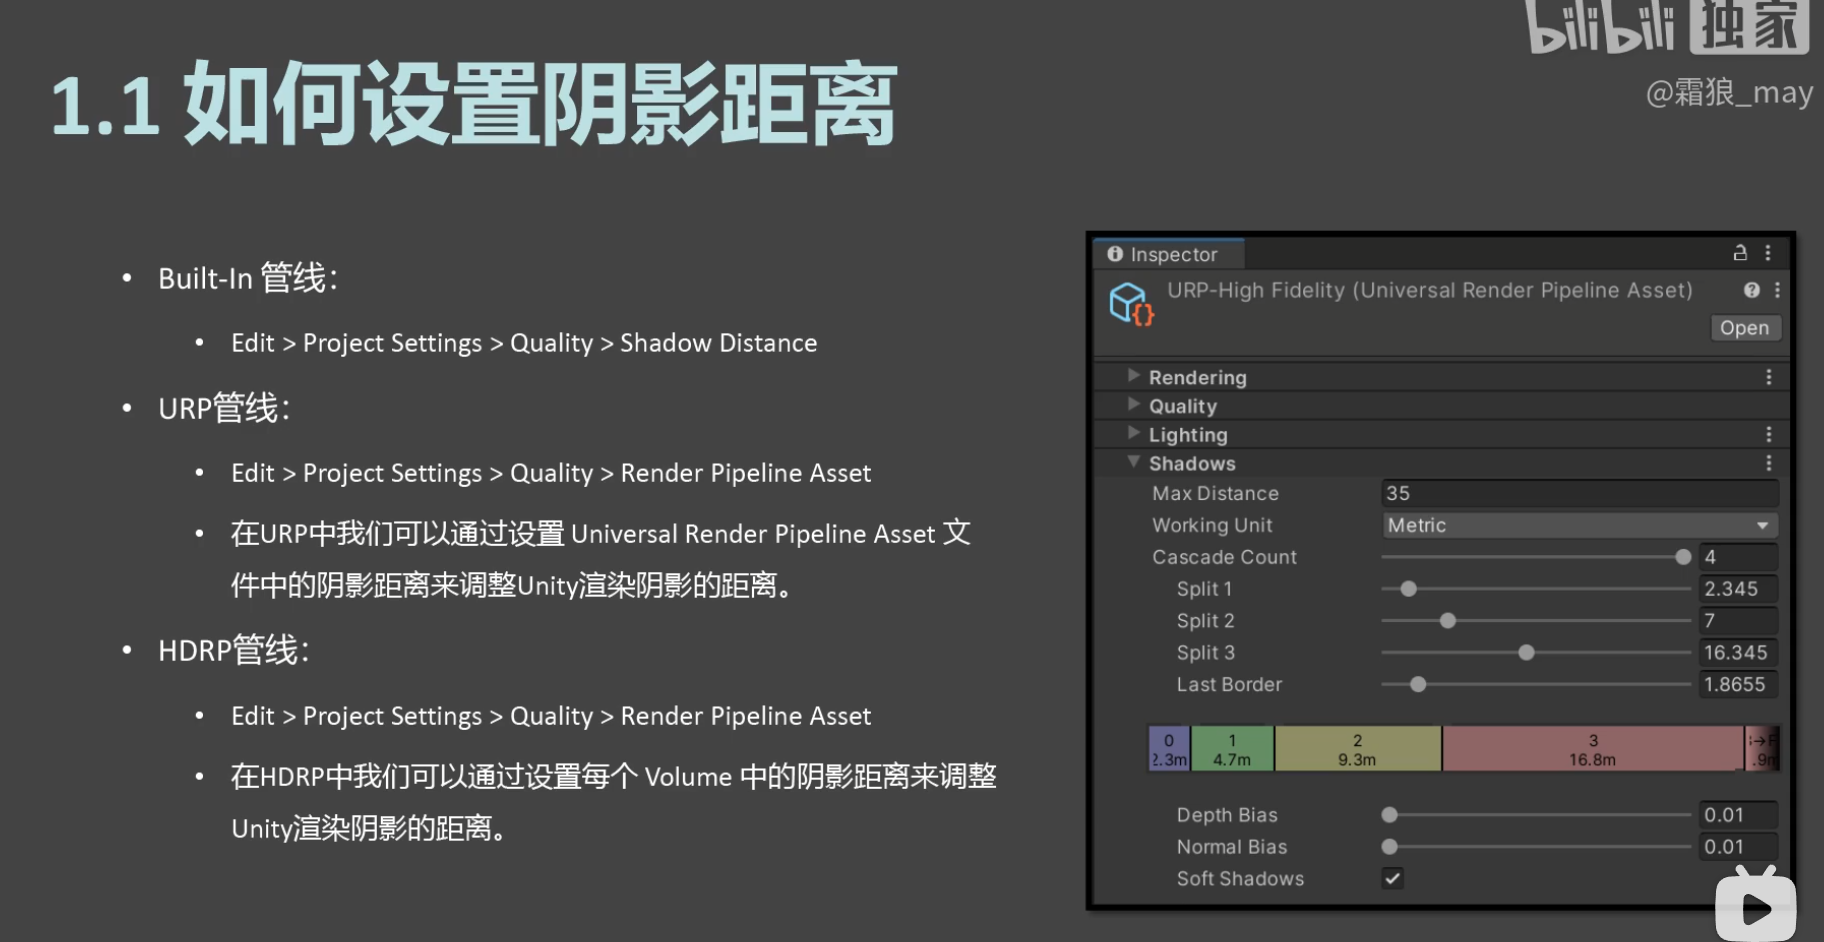 bilibili 独家
@霜狼_may
1.1 如何设置阴影距离
• Built-In 管线：
• Edit > Project Settings > Quality > Shadow Distance
• URP管线：
• Edit > Project Settings > Quality > Render Pipeline Asset
• 在URP中我们可以通过设置 Universal Render Pipeline Asset 文
件中的阴影距离来调整Unity渲染阴影的距离。
• HDRP管线：
• Edit > Project Settings > Quality > Render Pipeline Asset
• 在HDRP中我们可以通过设置每个 Volume 中的阴影距离来调整
Unity渲染阴影的距离。
Inspector
URP-High Fidelity (Universal Render Pipeline Asset)
Open
Rendering
Quality
Lighting
Shadows
Max Distance 35
Working Unit Metric
Cascade Count 4
Split 1 2.345
Split 2 7
Split 3 16.345
Last Border 1.8655
0 1 2 3
2.3m 4.7m 9.3m 16.8m
Depth Bias 0.01
Normal Bias 0.01
Soft Shadows